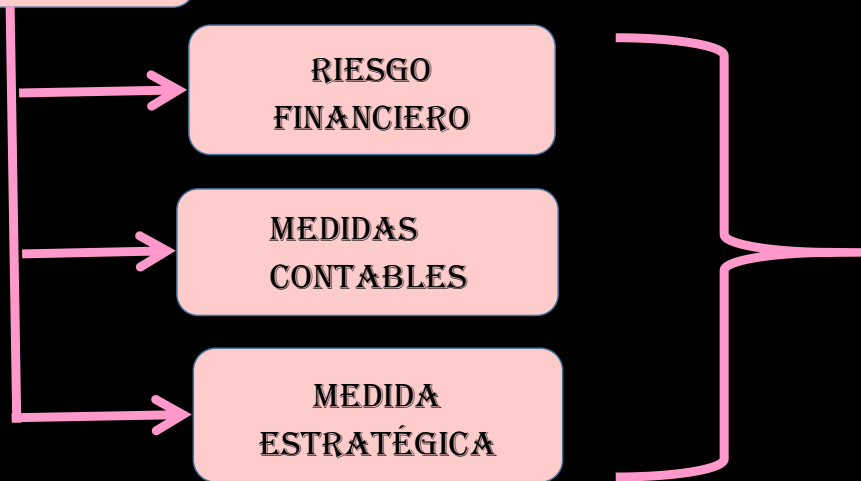 RIESGO
FINANCIERO
MEDIDAS
CONTABLES
MEDIDA
ESTRATÉGICA